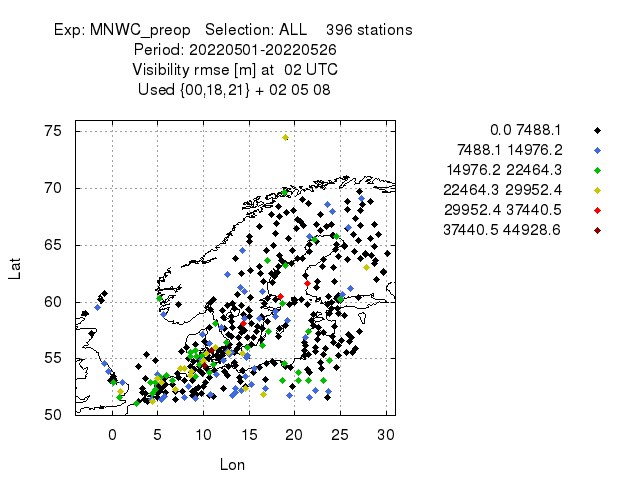 Exp: MNWC_preop   Selection: ALL    396 stations
Period: 20220501-20220526
Visibility rmse [m] at  02 UTC
Used {00,18,21} + 02 05 08
0.0 7488.1
7488.1 14976.2
14976.2 22464.3
22464.3 29952.4
29952.4 37440.5
37440.5 44928.6
75
70
65
60
55
50
Lat
0 5 10 15 20 25 30
Lon